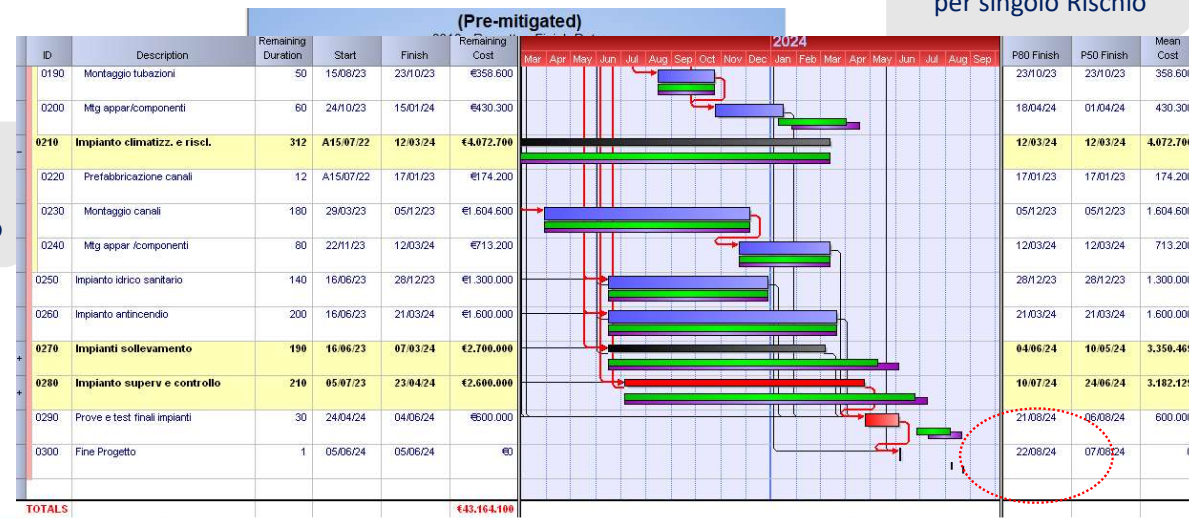 per singolo Rischio
(Pre-mitigated)
ID Description Remaining Duration Start Finish Remaining Cost 2024 P80 Finish P50 Finish Mean Cost
Mar Apr May Jun Jul Aug Sep Oct Nov Dec Jan Feb Mar Apr May Jun Jul Aug Sep
0190 Montaggio tubazioni 50 15/08/23 23/10/23 €358.600 23/10/23 23/10/23 358.600
0200 Mtg appar/componenti 60 24/10/23 15/01/24 €430.300 18/04/24 01/04/24 430.300
0210 Impianto climatizz. e riscl. 312 A15/07/22 12/03/24 €4.072.700 12/03/24 12/03/24 4.072.700
0220 Prefabbricazione canali 12 A15/07/22 17/01/23 €174.200 17/01/23 17/01/23 174.200
0230 Montaggio canali 180 29/03/23 05/12/23 €1.604.600 05/12/23 05/12/23 1.604.600
0240 Mtg appar /componenti 80 22/11/23 12/03/24 €713.200 12/03/24 12/03/24 713.200
0250 Impianto idrico sanitario 140 16/06/23 28/12/23 €1.300.000 28/12/23 28/12/23 1.300.000
0260 Impianto antincendio 200 16/06/23 21/03/24 €1.600.000 21/03/24 21/03/24 1.600.000
0270 Impianti sollevamento 190 16/06/23 07/03/24 €2.700.000 04/06/24 10/05/24 3.350.469
0280 Impianto superv e controllo 210 05/07/23 23/04/24 €2.600.000 10/07/24 24/06/24 3.182.129
0290 Prove e test finali impianti 30 24/04/24 04/06/24 €600.000 21/08/24 06/08/24 600.000
0300 Fine Progetto 1 05/06/24 05/06/24 €0 22/08/24 07/08/24
TOTALS €43.164.100